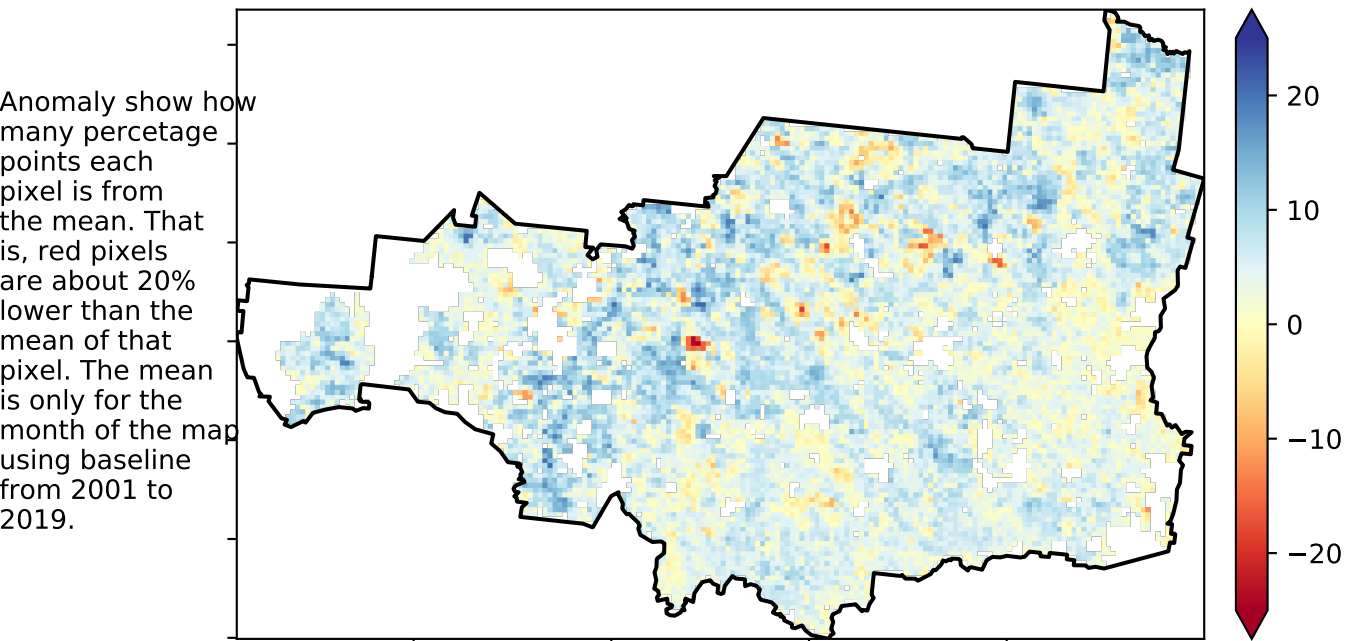 Anomaly show how
many percetage
points each
pixel is from
the mean. That
is, red pixels
are about 20%
lower than the
mean of that
pixel. The mean
is only for the
month of the map
using baseline
from 2001 to
2019.
20
10
0
−10
−20